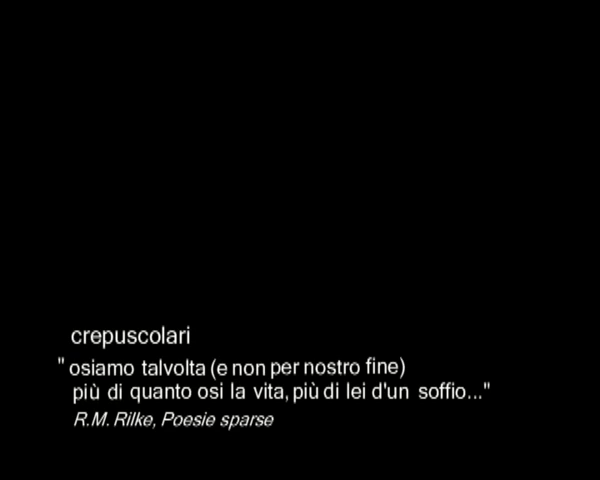 crepuscolari
" osiamo talvolta (e non per nostro fine)
più di quanto osi la vita, più di lei d'un soffio..."
R.M. Rilke, Poesie sparse